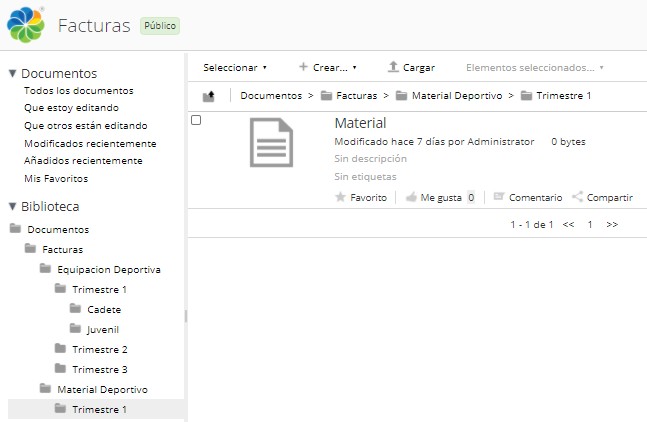 Facturas Público
Documentos
Todos los documentos
Que estoy editando
Que otros están editando
Modificados recientemente
Añadidos recientemente
Mis Favoritos
Biblioteca
Documentos
Facturas
Equipacion Deportiva
Trimestre 1
Cadete
Juvenil
Trimestre 2
Trimestre 3
Material Deportivo
Trimestre 1
Seleccionar Crear... Cargar Elementos seleccionados...
Documentos > Facturas > Material Deportivo > Trimestre 1
Material
Modificado hace 7 días por Administrator 0 bytes
Sin descripción
Sin etiquetas
Favorito Me gusta 0 Comentario Compartir
1 - 1 de 1 << 1 >>